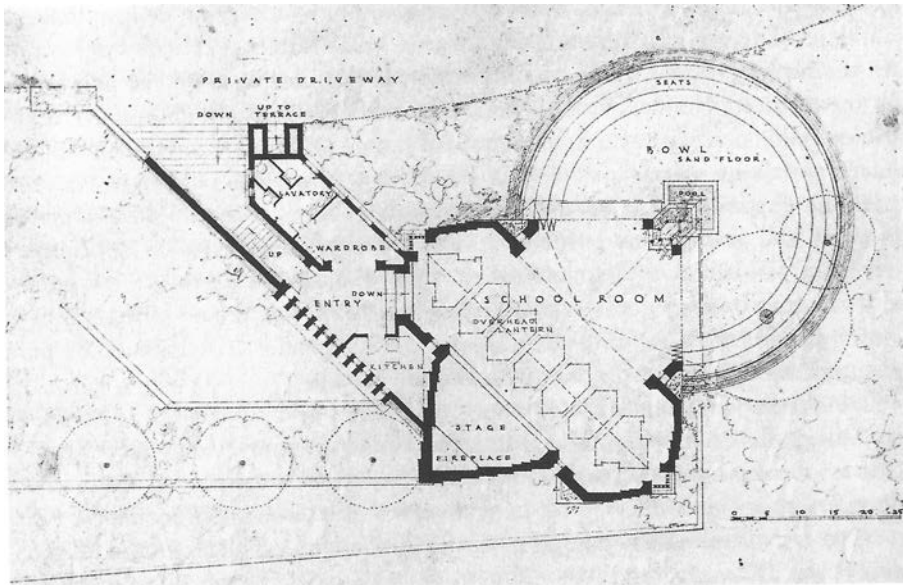 PRIVATE DRIVEWAY
UP TO
TERRACE
DOWN
SEATS
BOWL
SAND FLOOR
POOL
LAVATORY
WARDROBE
UP
DOWN
ENTRY
SCHOOL ROOM
OVERHEAD
LANTERN
KITCHEN
STAGE
FIREPLACE
0 5 10 15 20 25